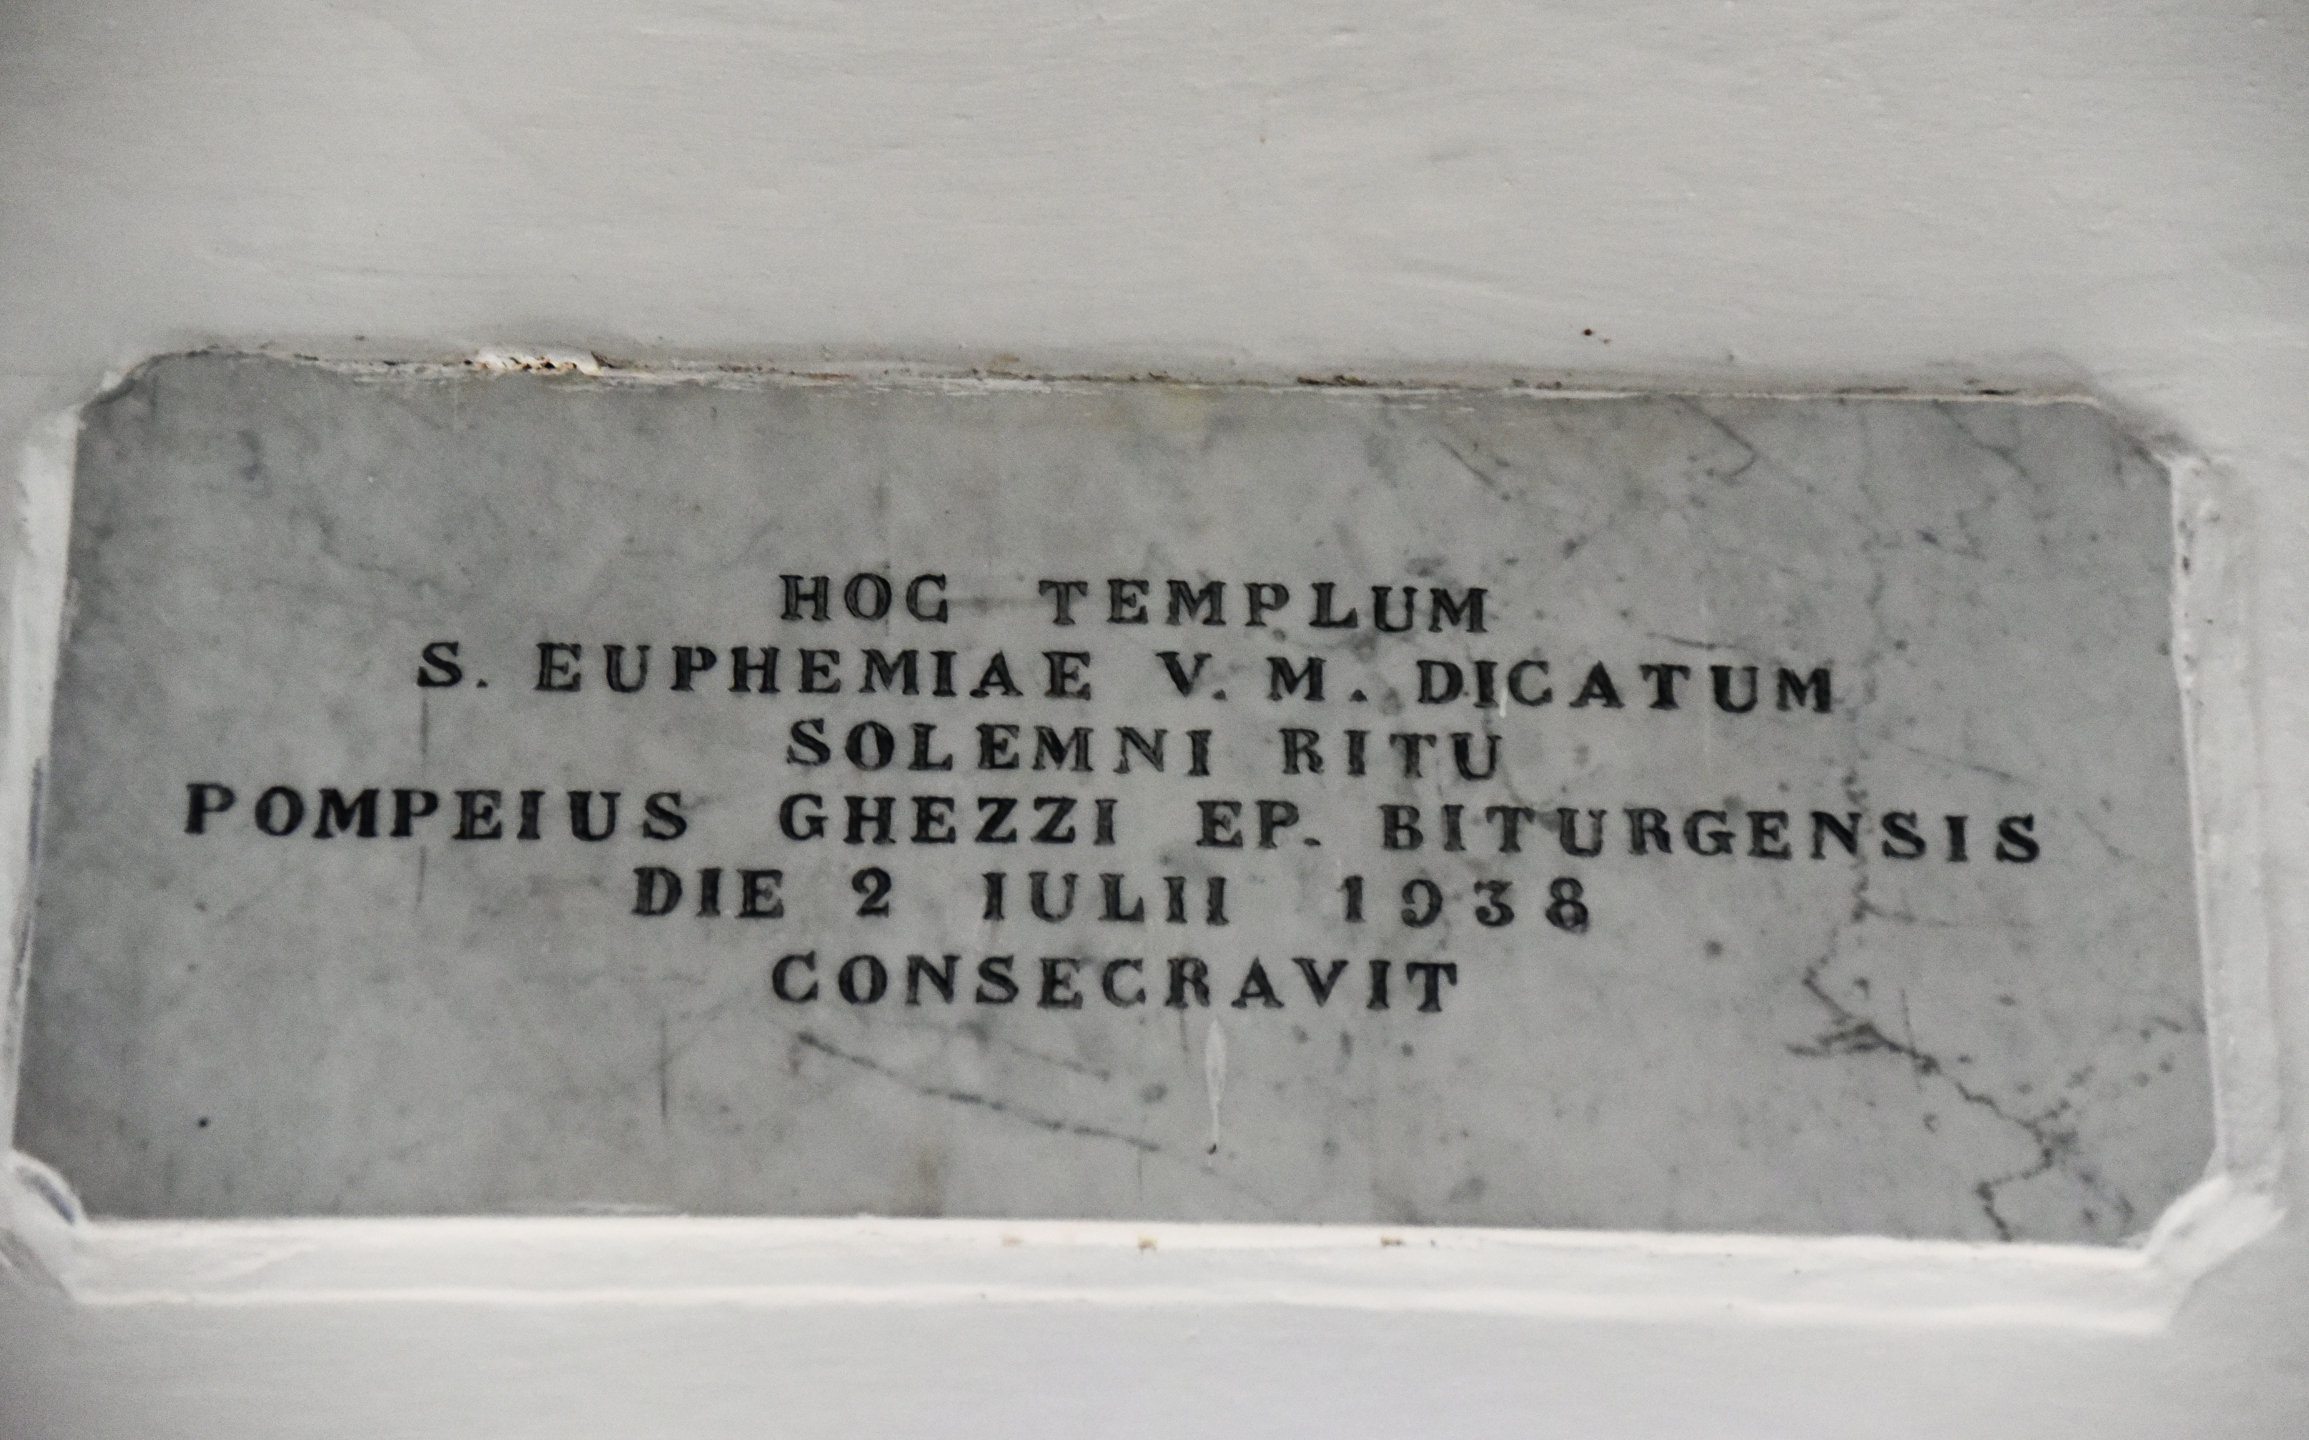 HOC TEMPLUM
S. EUPHEMIAE V. M. DICATUM
SOLEMNI RITU
POMPEIUS GHEZZI EP. BITURGENSIS
DIE 2 IULII 1938
CONSECRAVIT